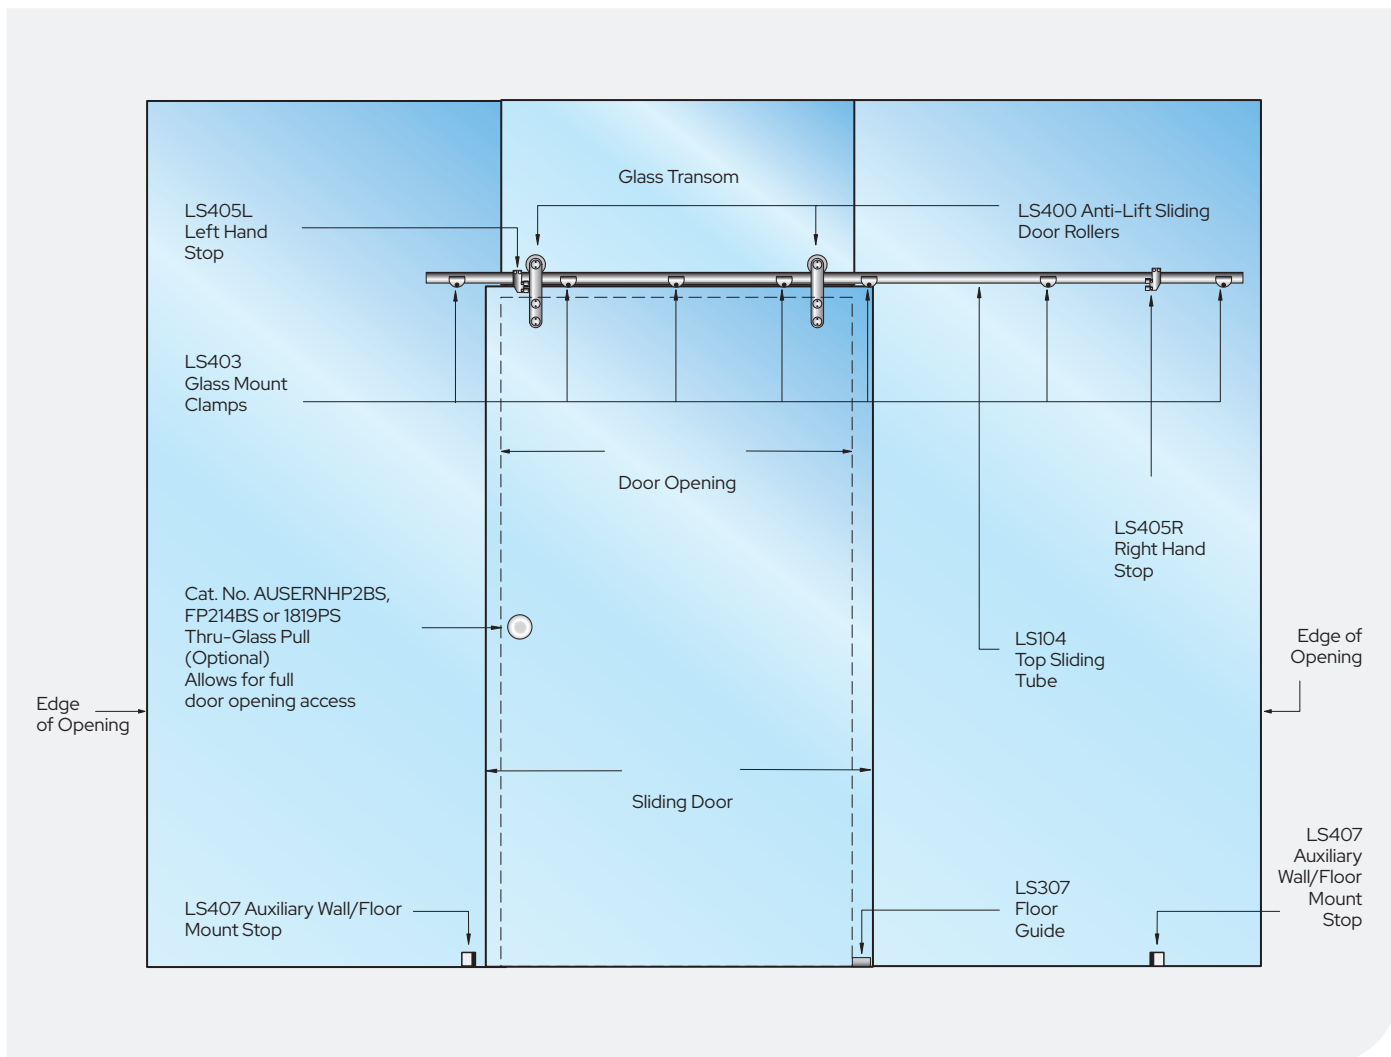 Glass Transom
LS405L
Left Hand
Stop
LS400 Anti-Lift Sliding
Door Rollers
LS403
Glass Mount
Clamps
Door Opening
LS405R
Right Hand
Stop
Cat. No. AUSERNHP2BS,
FP214BS or 1819PS
Thru-Glass Pull
(Optional)
Allows for full
door opening access
LS104
Top Sliding
Tube
Edge of
Opening
Edge
of Opening
Sliding Door
LS407
Auxiliary
Wall/Floor
Mount
Stop
LS307
Floor
Guide
LS407 Auxiliary Wall/Floor
Mount Stop